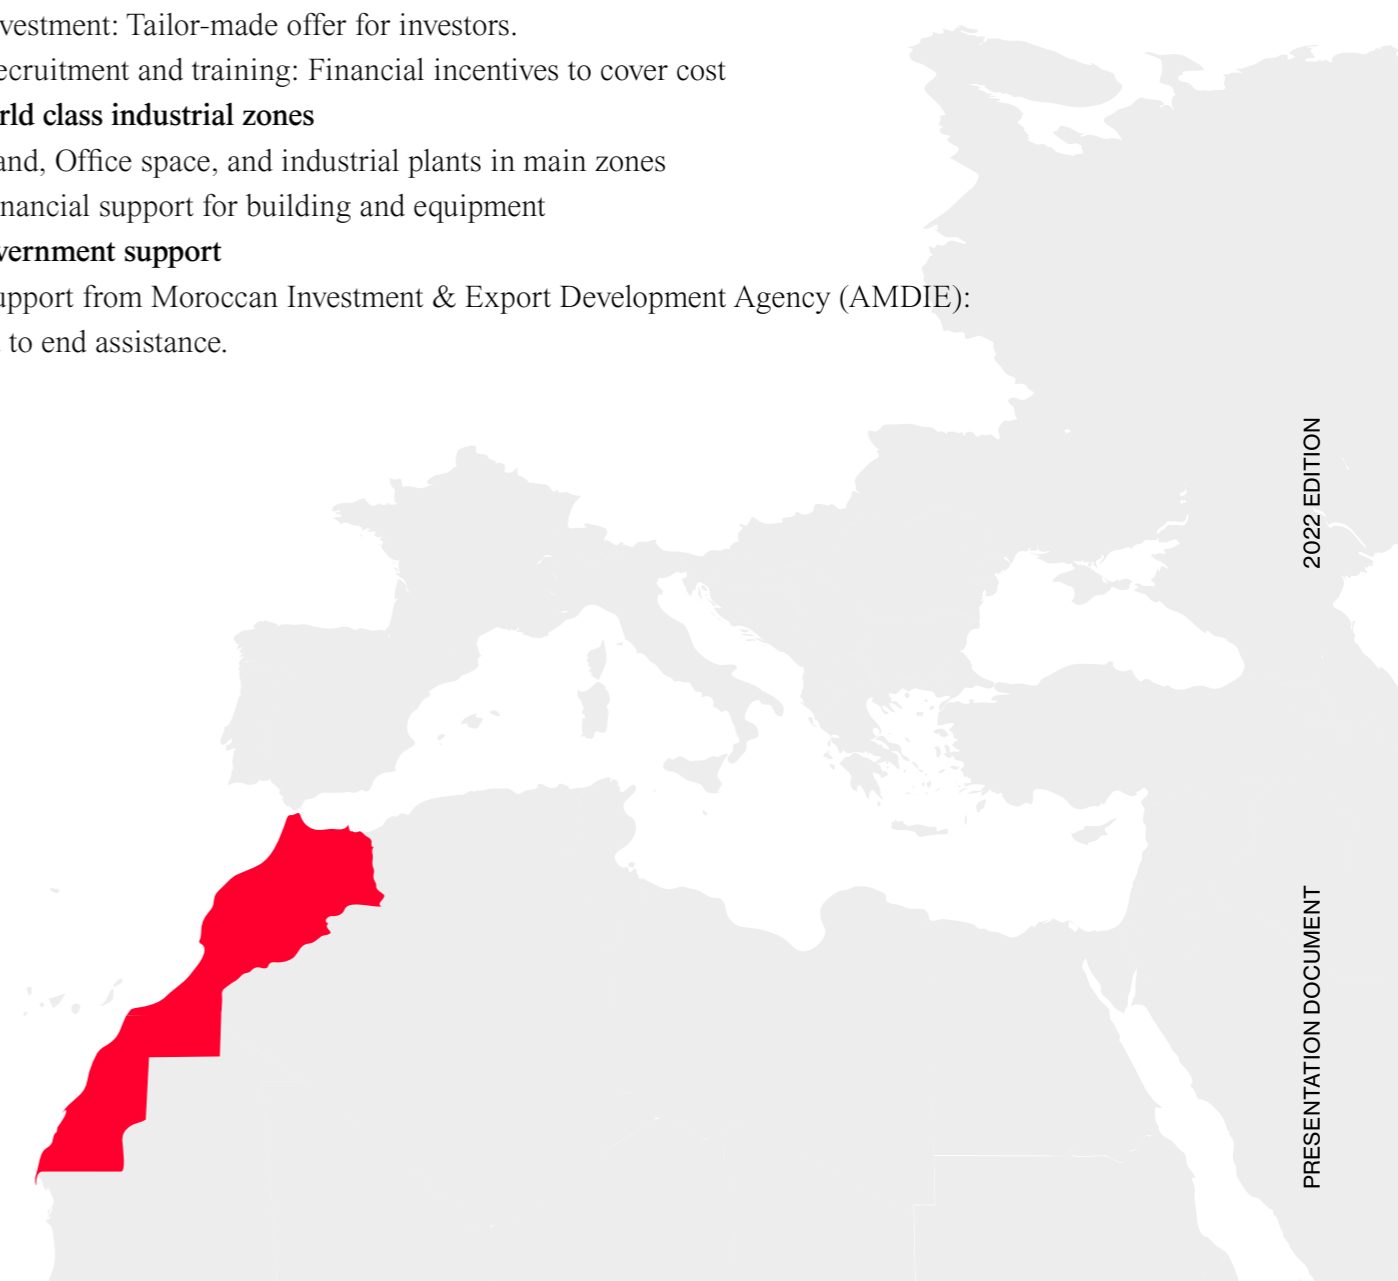 vestment: Tailor-made offer for investors.
ecruitment and training: Financial incentives to cover cost
rld class industrial zones
and, Office space, and industrial plants in main zones
nancial support for building and equipment
vernment support
upport from Moroccan Investment & Export Development Agency (AMDIE):
to end assistance.
2022 EDITION
PRESENTATION DOCUMENT